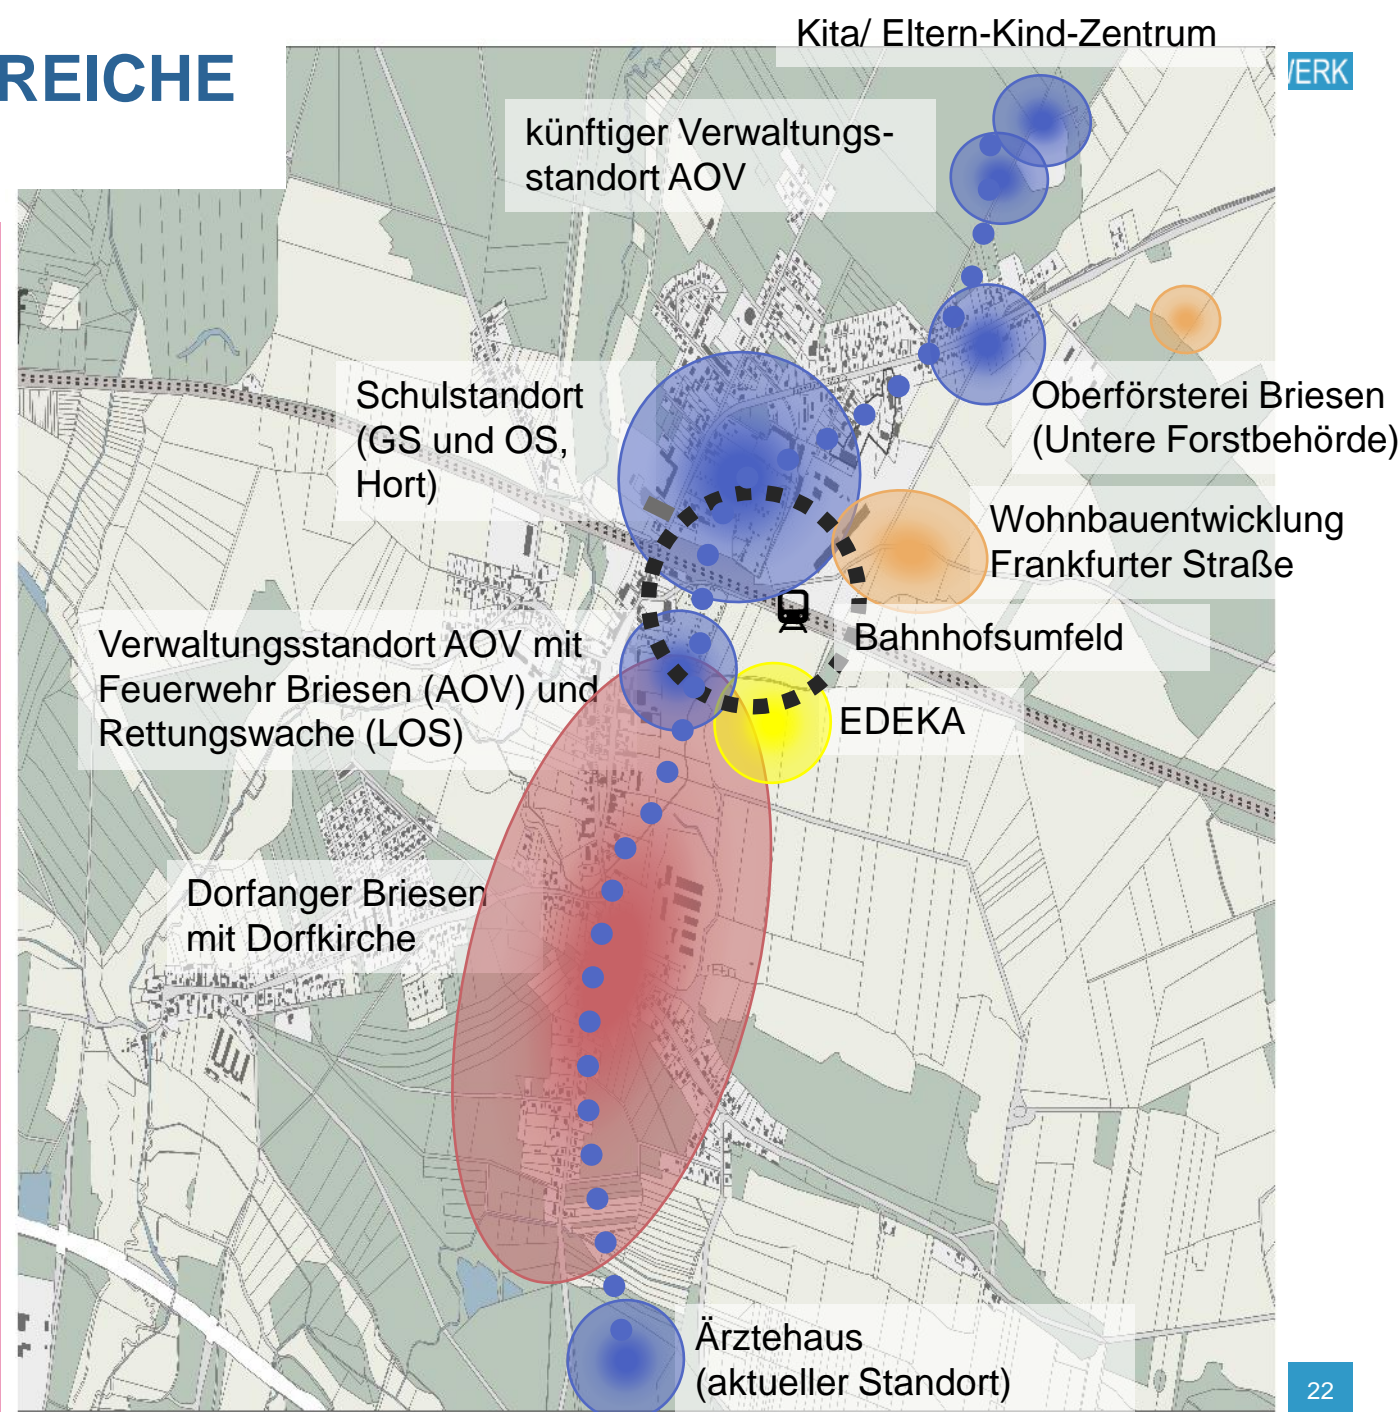 REICHE
Kita/ Eltern-Kind-Zentrum
ERK
künftiger Verwaltungs-
standort AOV
Schulstandort
(GS und OS,
Hort)
Oberförsterei Briesen
(Untere Forstbehörde)
Wohnbauentwicklung
Frankfurter Straße
Bahnhofsumfeld
Verwaltungsstandort AOV mit
Feuerwehr Briesen (AOV) und
Rettungswache (LOS)
EDEKA
Dorfanger Briesen
mit Dorfkirche
Ärztehaus
(aktueller Standort)
22